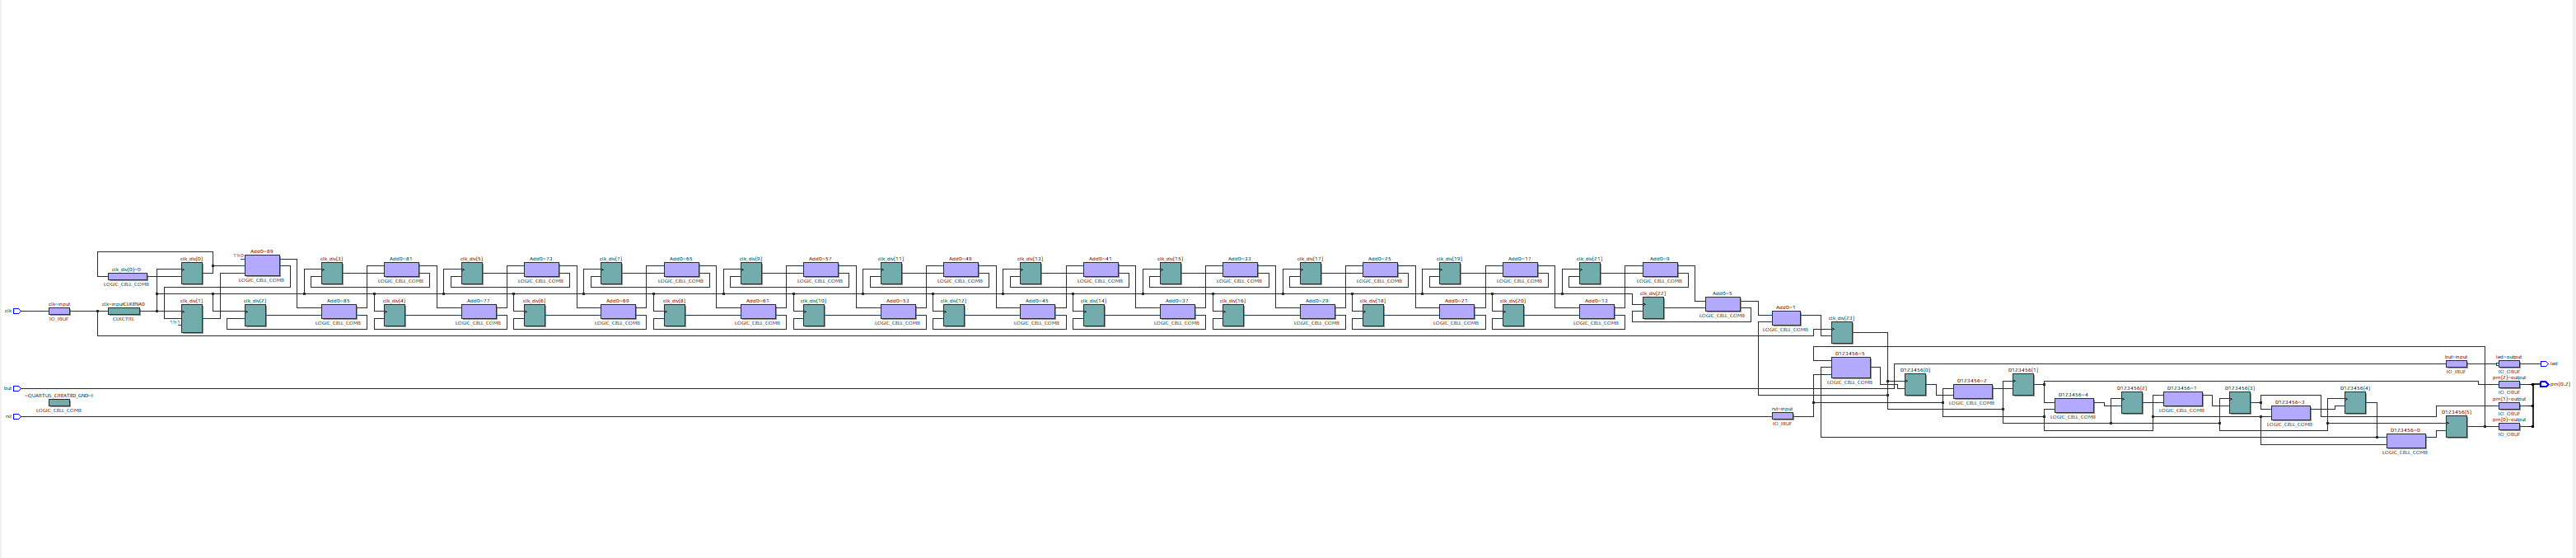 clk
clk~input
IO_IBUF
clk~inputCLKENA0
CLKCTRL
clk_div[0]~0
LOGIC_CELL_COMB
clk_div[0]
clk_div[1]
1'h1
1'h0
Add0~89
LOGIC_CELL_COMB
clk_div[2]
clk_div[3]
Add0~85
LOGIC_CELL_COMB
Add0~81
LOGIC_CELL_COMB
clk_div[4]
clk_div[5]
Add0~77
LOGIC_CELL_COMB
Add0~73
LOGIC_CELL_COMB
clk_div[6]
clk_div[7]
Add0~69
LOGIC_CELL_COMB
Add0~65
LOGIC_CELL_COMB
clk_div[8]
clk_div[9]
Add0~61
LOGIC_CELL_COMB
Add0~57
LOGIC_CELL_COMB
clk_div[10]
clk_div[11]
Add0~53
LOGIC_CELL_COMB
Add0~49
LOGIC_CELL_COMB
clk_div[12]
clk_div[13]
Add0~45
LOGIC_CELL_COMB
Add0~41
LOGIC_CELL_COMB
clk_div[14]
clk_div[15]
Add0~37
LOGIC_CELL_COMB
Add0~33
LOGIC_CELL_COMB
clk_div[16]
clk_div[17]
Add0~29
LOGIC_CELL_COMB
Add0~25
LOGIC_CELL_COMB
clk_div[18]
clk_div[19]
Add0~21
LOGIC_CELL_COMB
Add0~17
LOGIC_CELL_COMB
clk_div[20]
clk_div[21]
Add0~13
LOGIC_CELL_COMB
Add0~9
LOGIC_CELL_COMB
clk_div[22]
Add0~5
LOGIC_CELL_COMB
Add0~1
LOGIC_CELL_COMB
clk_div[23]
but
~QUARTUS_CREATED_GND~I
LOGIC_CELL_COMB
rst
rst~input
IO_IBUF
D123456~5
LOGIC_CELL_COMB
D123456[0]
D123456~2
LOGIC_CELL_COMB
D123456[1]
D123456~4
LOGIC_CELL_COMB
D123456[2]
D123456~1
LOGIC_CELL_COMB
D123456[3]
D123456~3
LOGIC_CELL_COMB
D123456[4]
D123456~0
LOGIC_CELL_COMB
D123456[5]
but~input
IO_IBUF
led~output
IO_OBUF
led
pm[2]~output
IO_OBUF
pm[0..2]
pm[1]~output
IO_OBUF
pm[0]~output
IO_OBUF